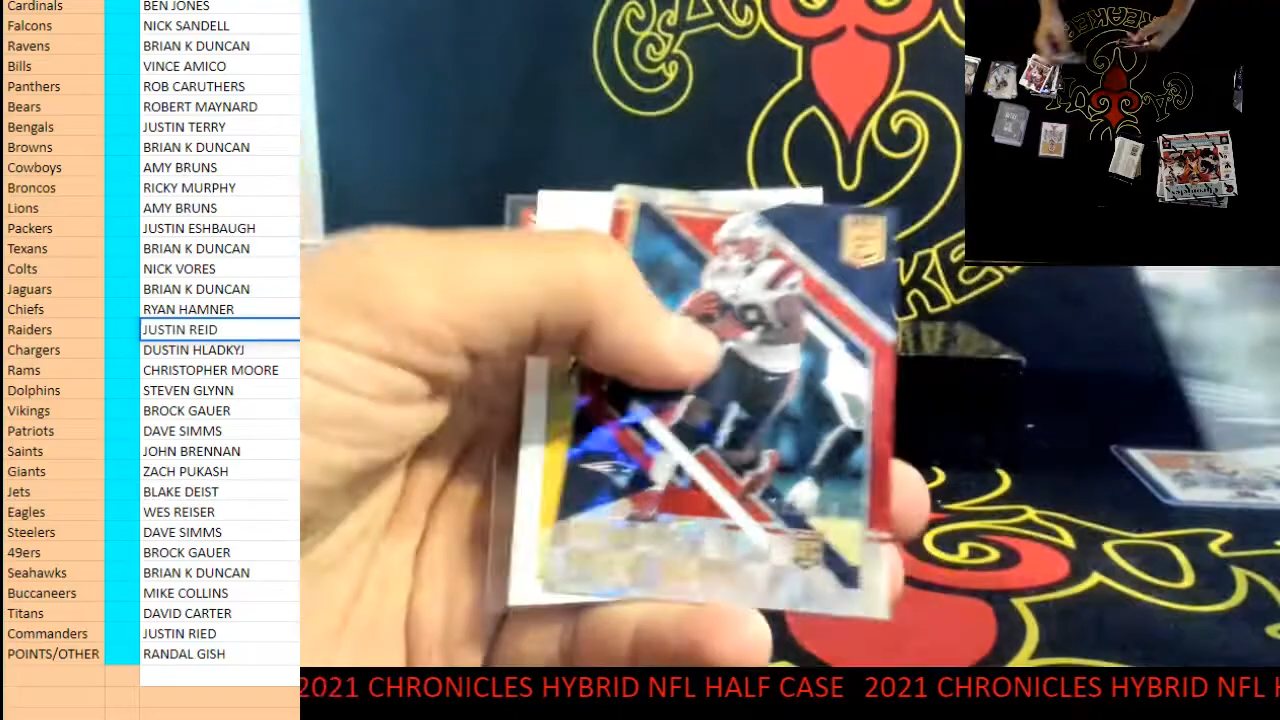 Cardinals BEN JONES
Falcons NICK SANDELL
Ravens BRIAN K DUNCAN
Bills VINCE AMICO
Panthers ROB CARUTHERS
Bears ROBERT MAYNARD
Bengals JUSTIN TERRY
Browns BRIAN K DUNCAN
Cowboys AMY BRUNS
Broncos RICKY MURPHY
Lions AMY BRUNS
Packers JUSTIN ESHBAUGH
Texans BRIAN K DUNCAN
Colts NICK VORES
Jaguars BRIAN K DUNCAN
Chiefs RYAN HAMNER
Raiders JUSTIN REID
Chargers DUSTIN HLADKYJ
Rams CHRISTOPHER MOORE
Dolphins STEVEN GLYNN
Vikings BROCK GAUER
Patriots DAVE SIMMS
Saints JOHN BRENNAN
Giants ZACH PUKASH
Jets BLAKE DEIST
Eagles WES REISER
Steelers DAVE SIMMS
49ers BROCK GAUER
Seahawks BRIAN K DUNCAN
Buccaneers MIKE COLLINS
Titans DAVID CARTER
Commanders JUSTIN RIED
POINTS/OTHER RANDAL GISH
2021 CHRONICLES HYBRID NFL HALF CASE 2021 CHRONICLES HYBRID NFL